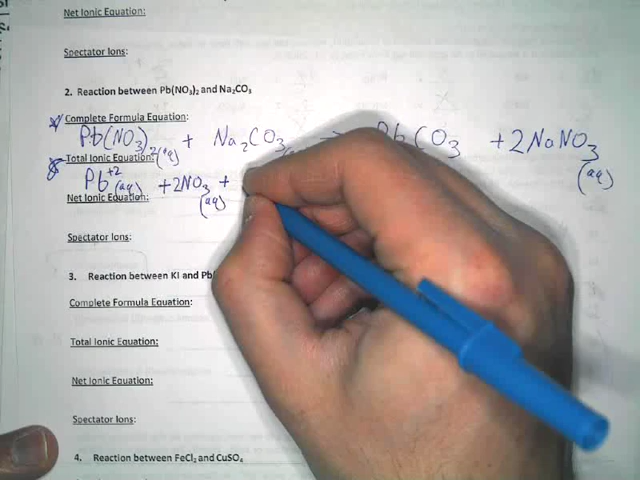 Net Ionic Equation:
Spectator Ions:
2. Reaction between Pb(NO₃)₂ and Na₂CO₃
Complete Formula Equation:
Pb(NO₃)₂(aq) + Na₂CO₃ → PbCO₃ + 2NaNO₃(aq)
Total Ionic Equation:
Pb⁺²(aq) + 2NO₃(aq) +
Net Ionic Equation:
Spectator Ions:
3. Reaction between KI and Pb(
Complete Formula Equation:
Total Ionic Equation:
Net Ionic Equation:
Spectator Ions:
4. Reaction between FeCl₂ and CuSO₄